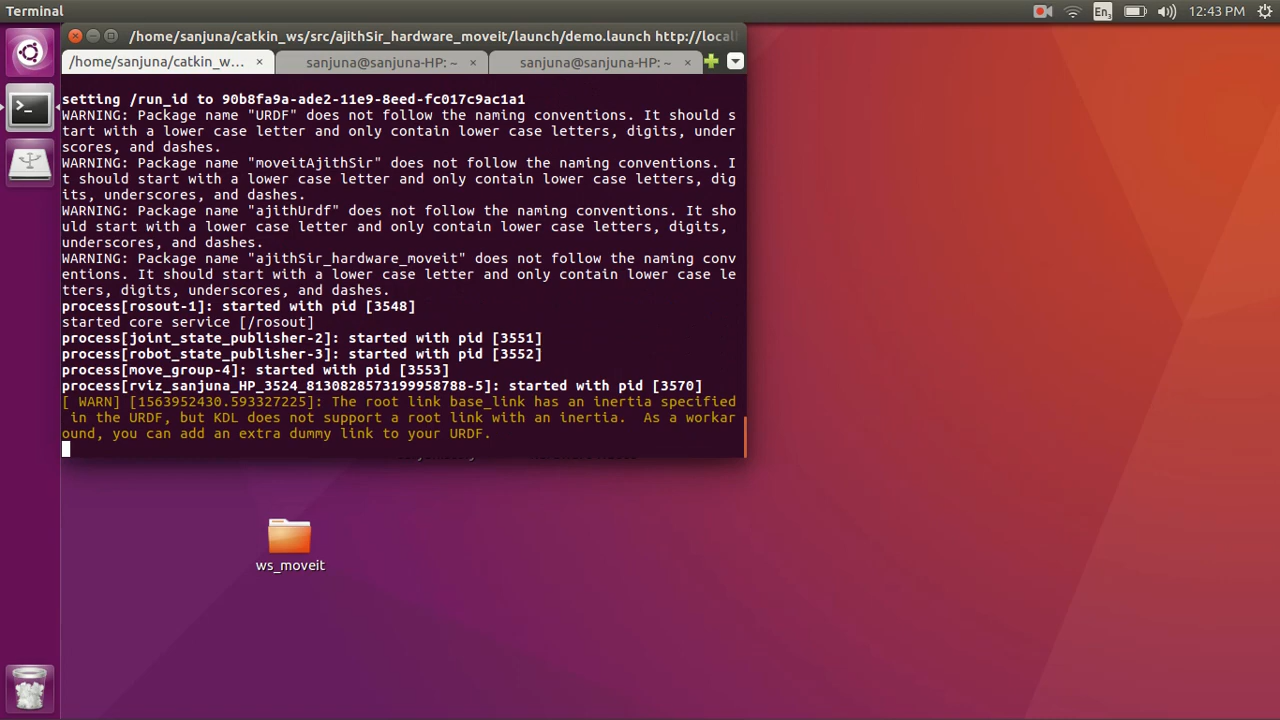 Terminal
En3
12:43 PM
/home/sanjuna/catkin_ws/src/ajithSir_hardware_moveit/launch/demo.launch http://local
/home/sanjuna/catkin_w... ×
sanjuna@sanjuna-HP: ~ ×
sanjuna@sanjuna-HP: ~ ×
setting /run_id to 90b8fa9a-ade2-11e9-8eed-fc017c9ac1a1
WARNING: Package name "URDF" does not follow the naming conventions. It should s
tart with a lower case letter and only contain lower case letters, digits, under
scores, and dashes.
WARNING: Package name "moveitAjithSir" does not follow the naming conventions. I
t should start with a lower case letter and only contain lower case letters, dig
its, underscores, and dashes.
WARNING: Package name "ajithUrdf" does not follow the naming conventions. It sho
uld start with a lower case letter and only contain lower case letters, digits,
underscores, and dashes.
WARNING: Package name "ajithSir_hardware_moveit" does not follow the naming conv
entions. It should start with a lower case letter and only contain lower case le
tters, digits, underscores, and dashes.
process[rosout-1]: started with pid [3548]
started core service [/rosout]
process[joint_state_publisher-2]: started with pid [3551]
process[robot_state_publisher-3]: started with pid [3552]
process[move_group-4]: started with pid [3553]
process[rviz_sanjuna_HP_3524_8130828573199958788-5]: started with pid [3570]
[ WARN] [1563952430.593327225]: The root link base_link has an inertia specified
in the URDF, but KDL does not support a root link with an inertia.  As a workar
ound, you can add an extra dummy link to your URDF.
ws_moveit